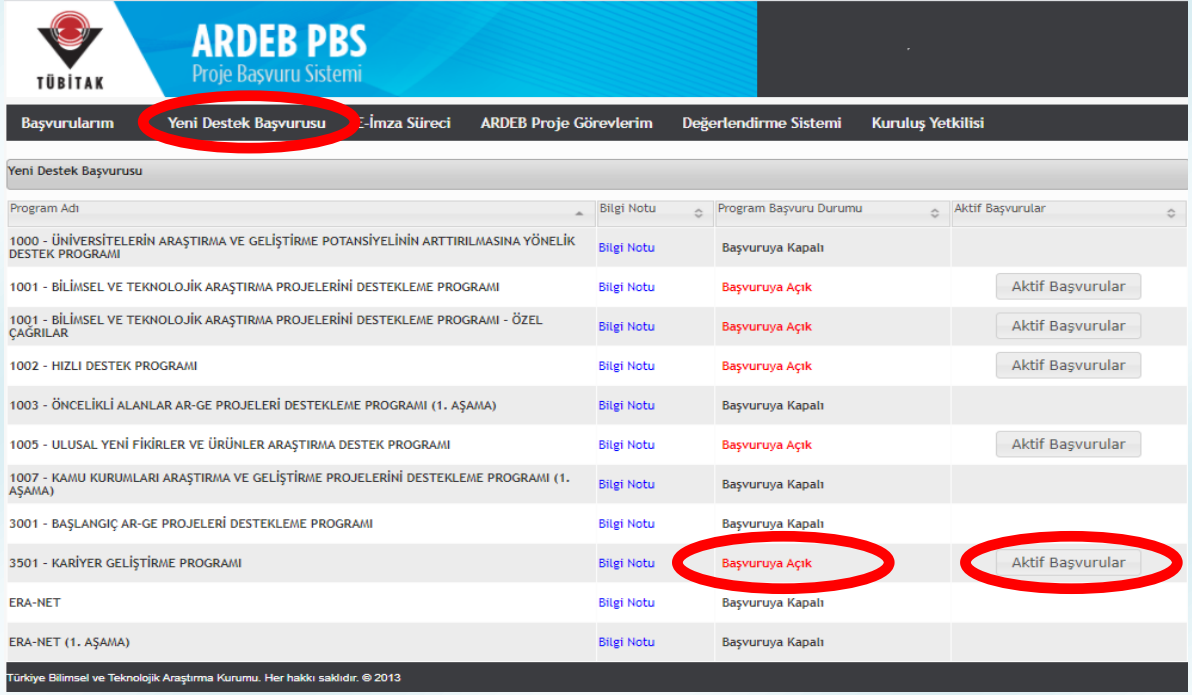 TÜBİTAK
ARDEB PBS
Proje Başvuru Sistemi
Başvurularım Yeni Destek Başvurusu E-İmza Süreci ARDEB Proje Görevlerim Değerlendirme Sistemi Kuruluş Yetkilisi
Yeni Destek Başvurusu
Program Adı Bilgi Notu Program Başvuru Durumu Aktif Başvurular
1000 - ÜNİVERSİTELERİN ARAŞTIRMA VE GELİŞTİRME POTANSİYELİNİN ARTTIRILMASINA YÖNELİK
DESTEK PROGRAMI Bilgi Notu Başvuruya Kapalı
1001 - BİLİMSEL VE TEKNOLOJİK ARAŞTIRMA PROJELERİNİ DESTEKLEME PROGRAMI Bilgi Notu Başvuruya Açık Aktif Başvurular
1001 - BİLİMSEL VE TEKNOLOJİK ARAŞTIRMA PROJELERİNİ DESTEKLEME PROGRAMI - ÖZEL
ÇAĞRILAR Bilgi Notu Başvuruya Açık Aktif Başvurular
1002 - HIZLI DESTEK PROGRAMI Bilgi Notu Başvuruya Açık Aktif Başvurular
1003 - ÖNCELİKLİ ALANLAR AR-GE PROJELERİ DESTEKLEME PROGRAMI (1. AŞAMA) Bilgi Notu Başvuruya Kapalı
1005 - ULUSAL YENİ FİKİRLER VE ÜRÜNLER ARAŞTIRMA DESTEK PROGRAMI Bilgi Notu Başvuruya Açık Aktif Başvurular
1007 - KAMU KURUMLARI ARAŞTIRMA VE GELİŞTİRME PROJELERİNİ DESTEKLEME PROGRAMI (1.
AŞAMA) Bilgi Notu Başvuruya Kapalı
3001 - BAŞLANGIÇ AR-GE PROJELERİ DESTEKLEME PROGRAMI Bilgi Notu Başvuruya Kapalı
3501 - KARİYER GELİŞTİRME PROGRAMI Bilgi Notu Başvuruya Açık Aktif Başvurular
ERA-NET Bilgi Notu Başvuruya Kapalı
ERA-NET (1. AŞAMA) Bilgi Notu Başvuruya Kapalı
Türkiye Bilimsel ve Teknolojik Araştırma Kurumu. Her hakkı saklıdır. © 2013